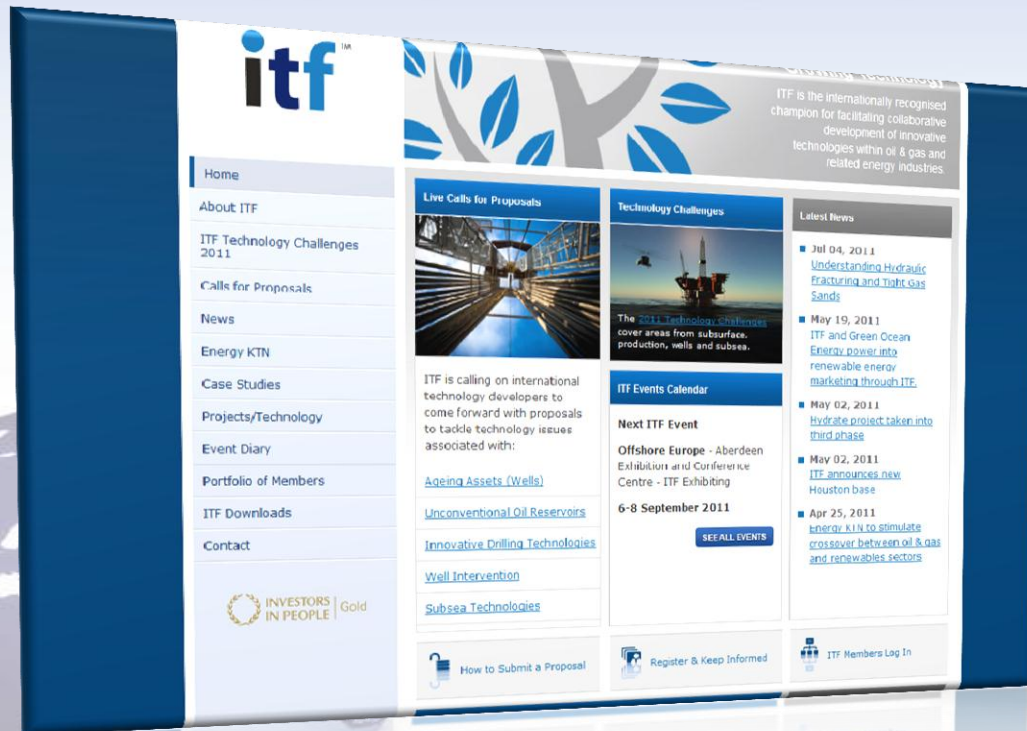 itf™
Home
About ITF
ITF Technology Challenges
2011
Calls for Proposals
News
Energy KTN
Case Studies
Projects/Technology
Event Diary
Portfolio of Members
ITF Downloads
Contact
INVESTORS
IN PEOPLE
Gold
Technology
ITF is the internationally recognised
champion for facilitating collaborative
development of innovative
technologies within oil & gas and
related energy industries.
Live Calls for Proposals
ITF is calling on international
technology developers to
come forward with proposals
to tackle technology issues
associated with:
Ageing Assets (Wells)
Unconventional Oil Reservoirs
Innovative Drilling Technologies
Well Intervention
Subsea Technologies
Technology Challenges
The 2011 Technology Challenges
cover areas from subsurface,
production, wells and subsea.
ITF Events Calendar
Next ITF Event
Offshore Europe - Aberdeen
Exhibition and Conference
Centre - ITF Exhibiting
6-8 September 2011
SEE ALL EVENTS
Latest News
Jul 04, 2011
Understanding Hydraulic
Fracturing and Tight Gas
Sands
May 19, 2011
ITF and Green Ocean
Energy power into
renewable energy
marketing through ITF.
May 02, 2011
Hydrate project taken into
third phase
May 02, 2011
ITF announces new
Houston base
Apr 25, 2011
Energy KTN to stimulate
crossover between oil & gas
and renewables sectors
How to Submit a Proposal
Register & Keep Informed
ITF Members Log In